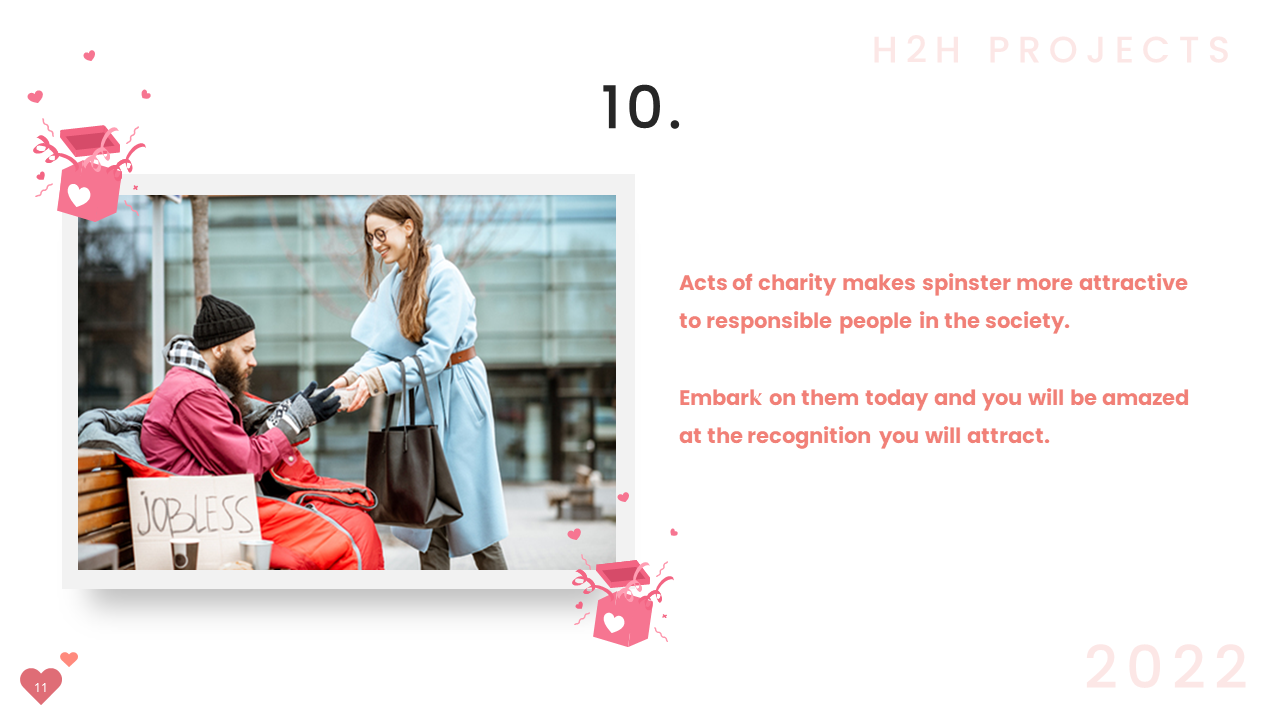 H2H PROJECTS
10.
Acts of charity makes spinster more attractive
to responsible people in the society.
Embark on them today and you will be amazed
at the recognition you will attract.
JOBLESS
11
2022